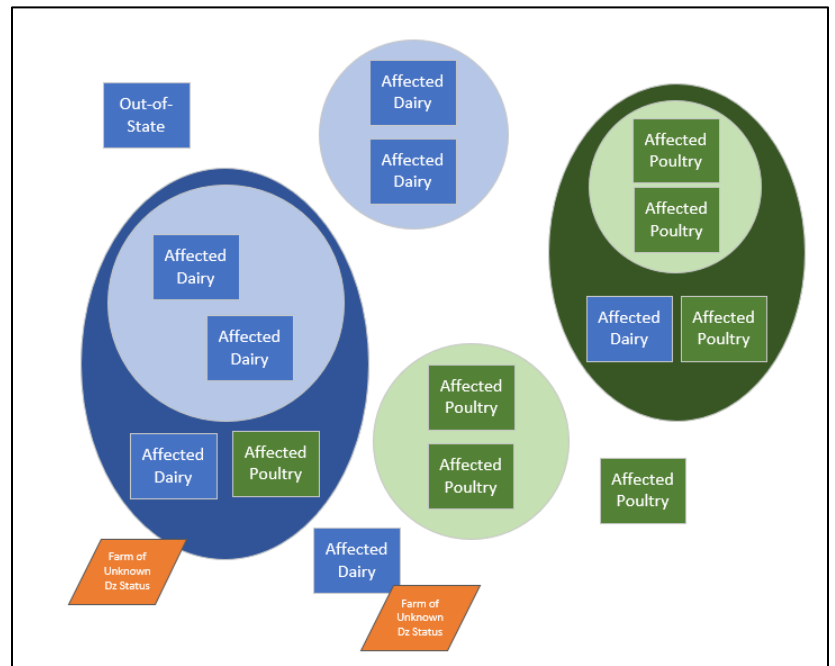 Out-of-
State
Affected
Dairy
Affected
Dairy
Affected
Poultry
Affected
Poultry
Affected
Dairy
Affected
Dairy
Affected
Dairy
Affected
Poultry
Affected
Poultry
Affected
Poultry
Affected
Dairy
Affected
Poultry
Affected
Poultry
Affected
Dairy
Farm of
Unknown
Dz Status
Farm of
Unknown
Dz Status